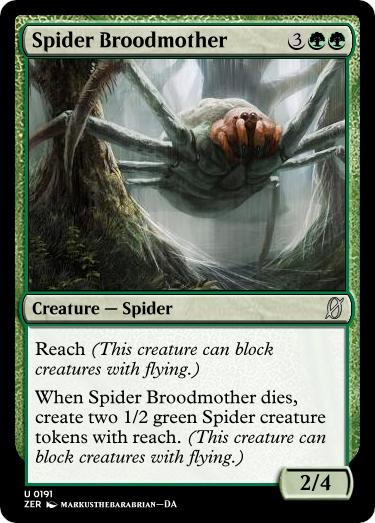 Spider Broodmother 3
Creature — Spider
Reach (This creature can block
creatures with flying.)
When Spider Broodmother dies,
create two 1/2 green Spider creature
tokens with reach. (This creature can
block creatures with flying.)
2/4
U 0191
ZER MARKUSTHEBARABRIAN—DA